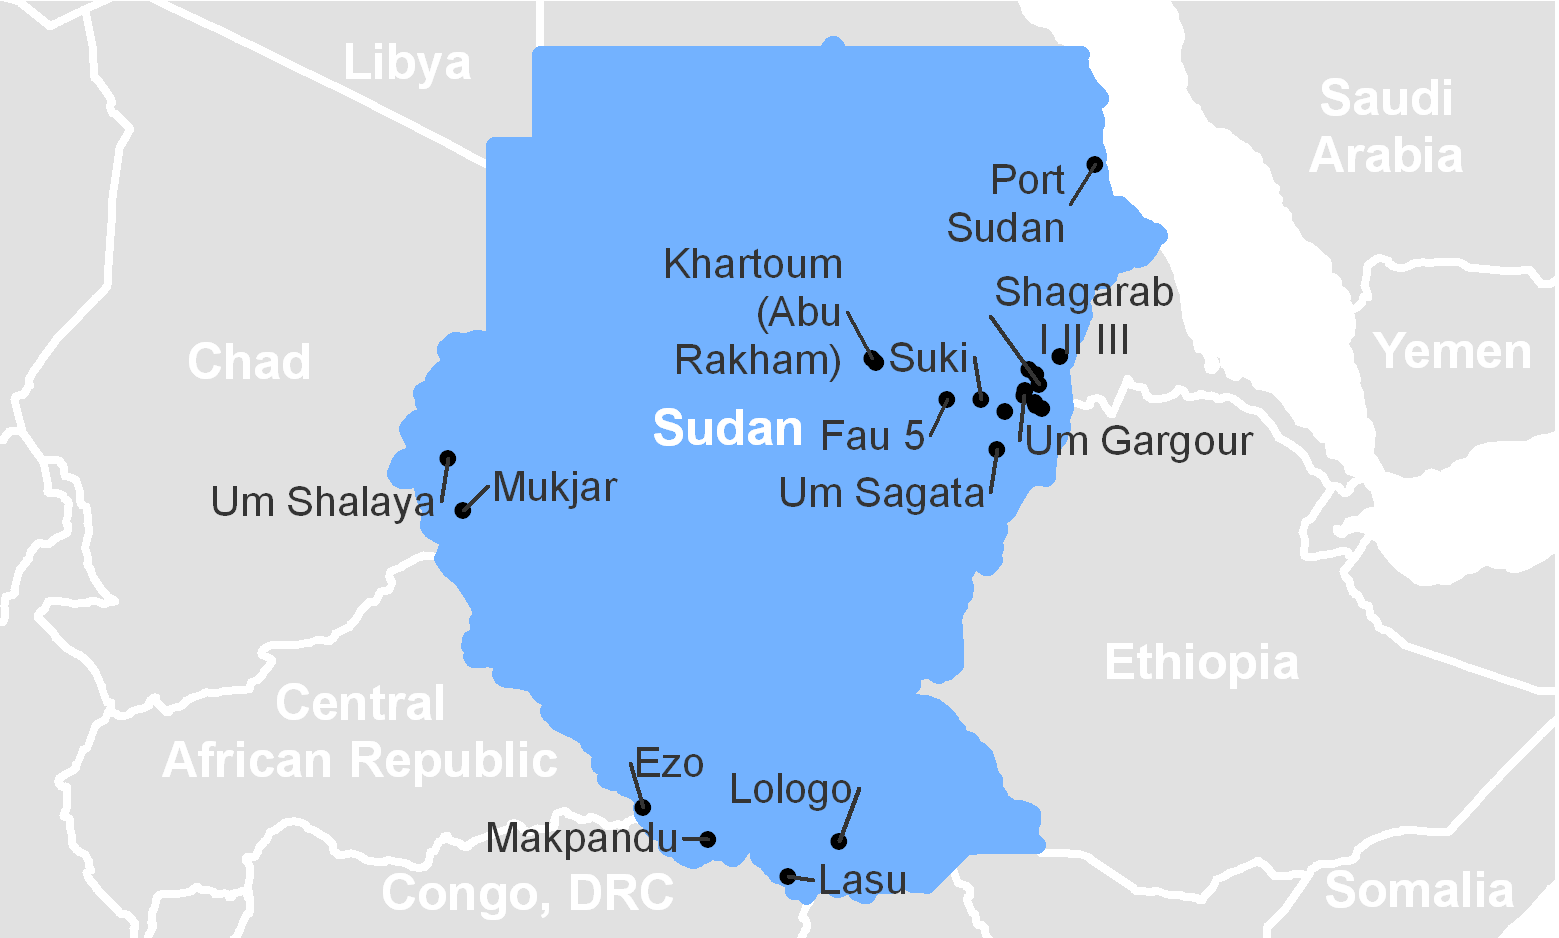 Libya
Saudi
Arabia
Port
Sudan
Khartoum
(Abu
Rakham)
Shagarab
I II III
Chad
Suki
Yemen
Sudan
Fau 5
Um Gargour
Um Shalaya
Mukjar
Um Sagata
Ethiopia
Central
African Republic
Ezo
Lologo
Makpandu
Lasu
Congo, DRC
Somalia